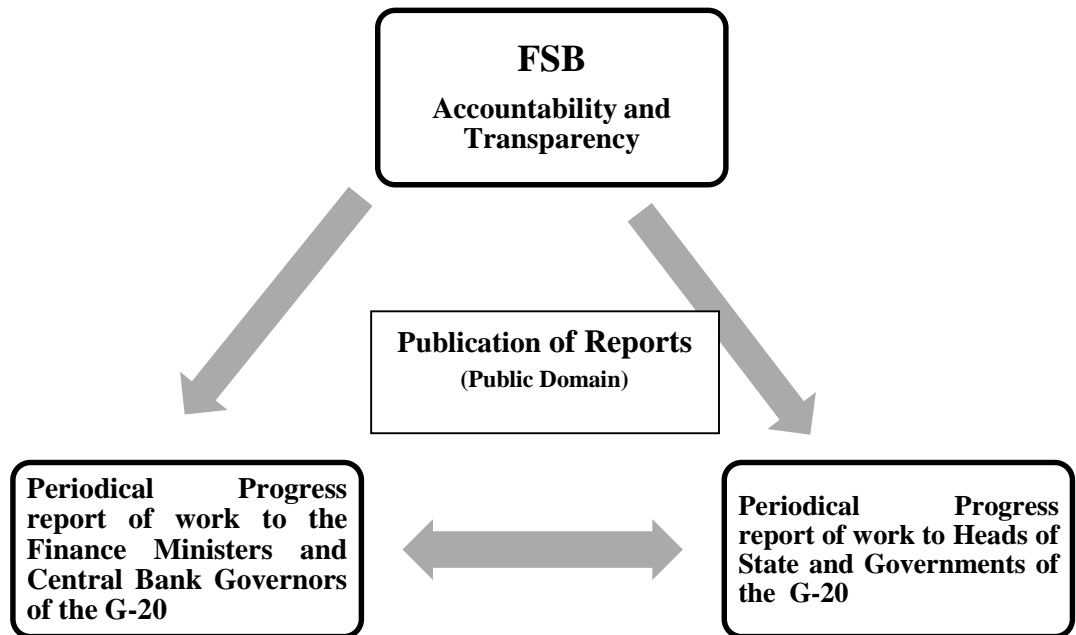 FSB
Accountability and
Transparency
Publication of Reports
(Public Domain)
Periodical Progress
report of work to the
Finance Ministers and
Central Bank Governors
of the G-20
Periodical Progress
report of work to Heads of
State and Governments of
the G-20